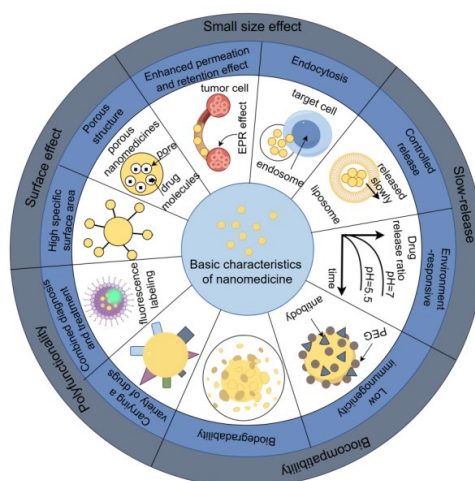 Small size effect
Enhanced permeation
and retention effect
tumor cell
EPR effect
Endocytosis
target cell
endosome
Slow-release
Controlled
release
released
slowly
liposome
Environment
-responsive
Drug
release ratio
time
pH=5.5
pH=7
Biocompatibility
Low
immunogenicity
antibody
PEG
Biodegradability
Polyfunctionality
Carrying a
variety of drugs
Combined diagnosis
and treatment
fluorescence
labeling
Surface effect
High specific
surface area
Porous
structure
porous
nanomedicines
pore
drug
molecules
Basic characteristics
of nanomedicine